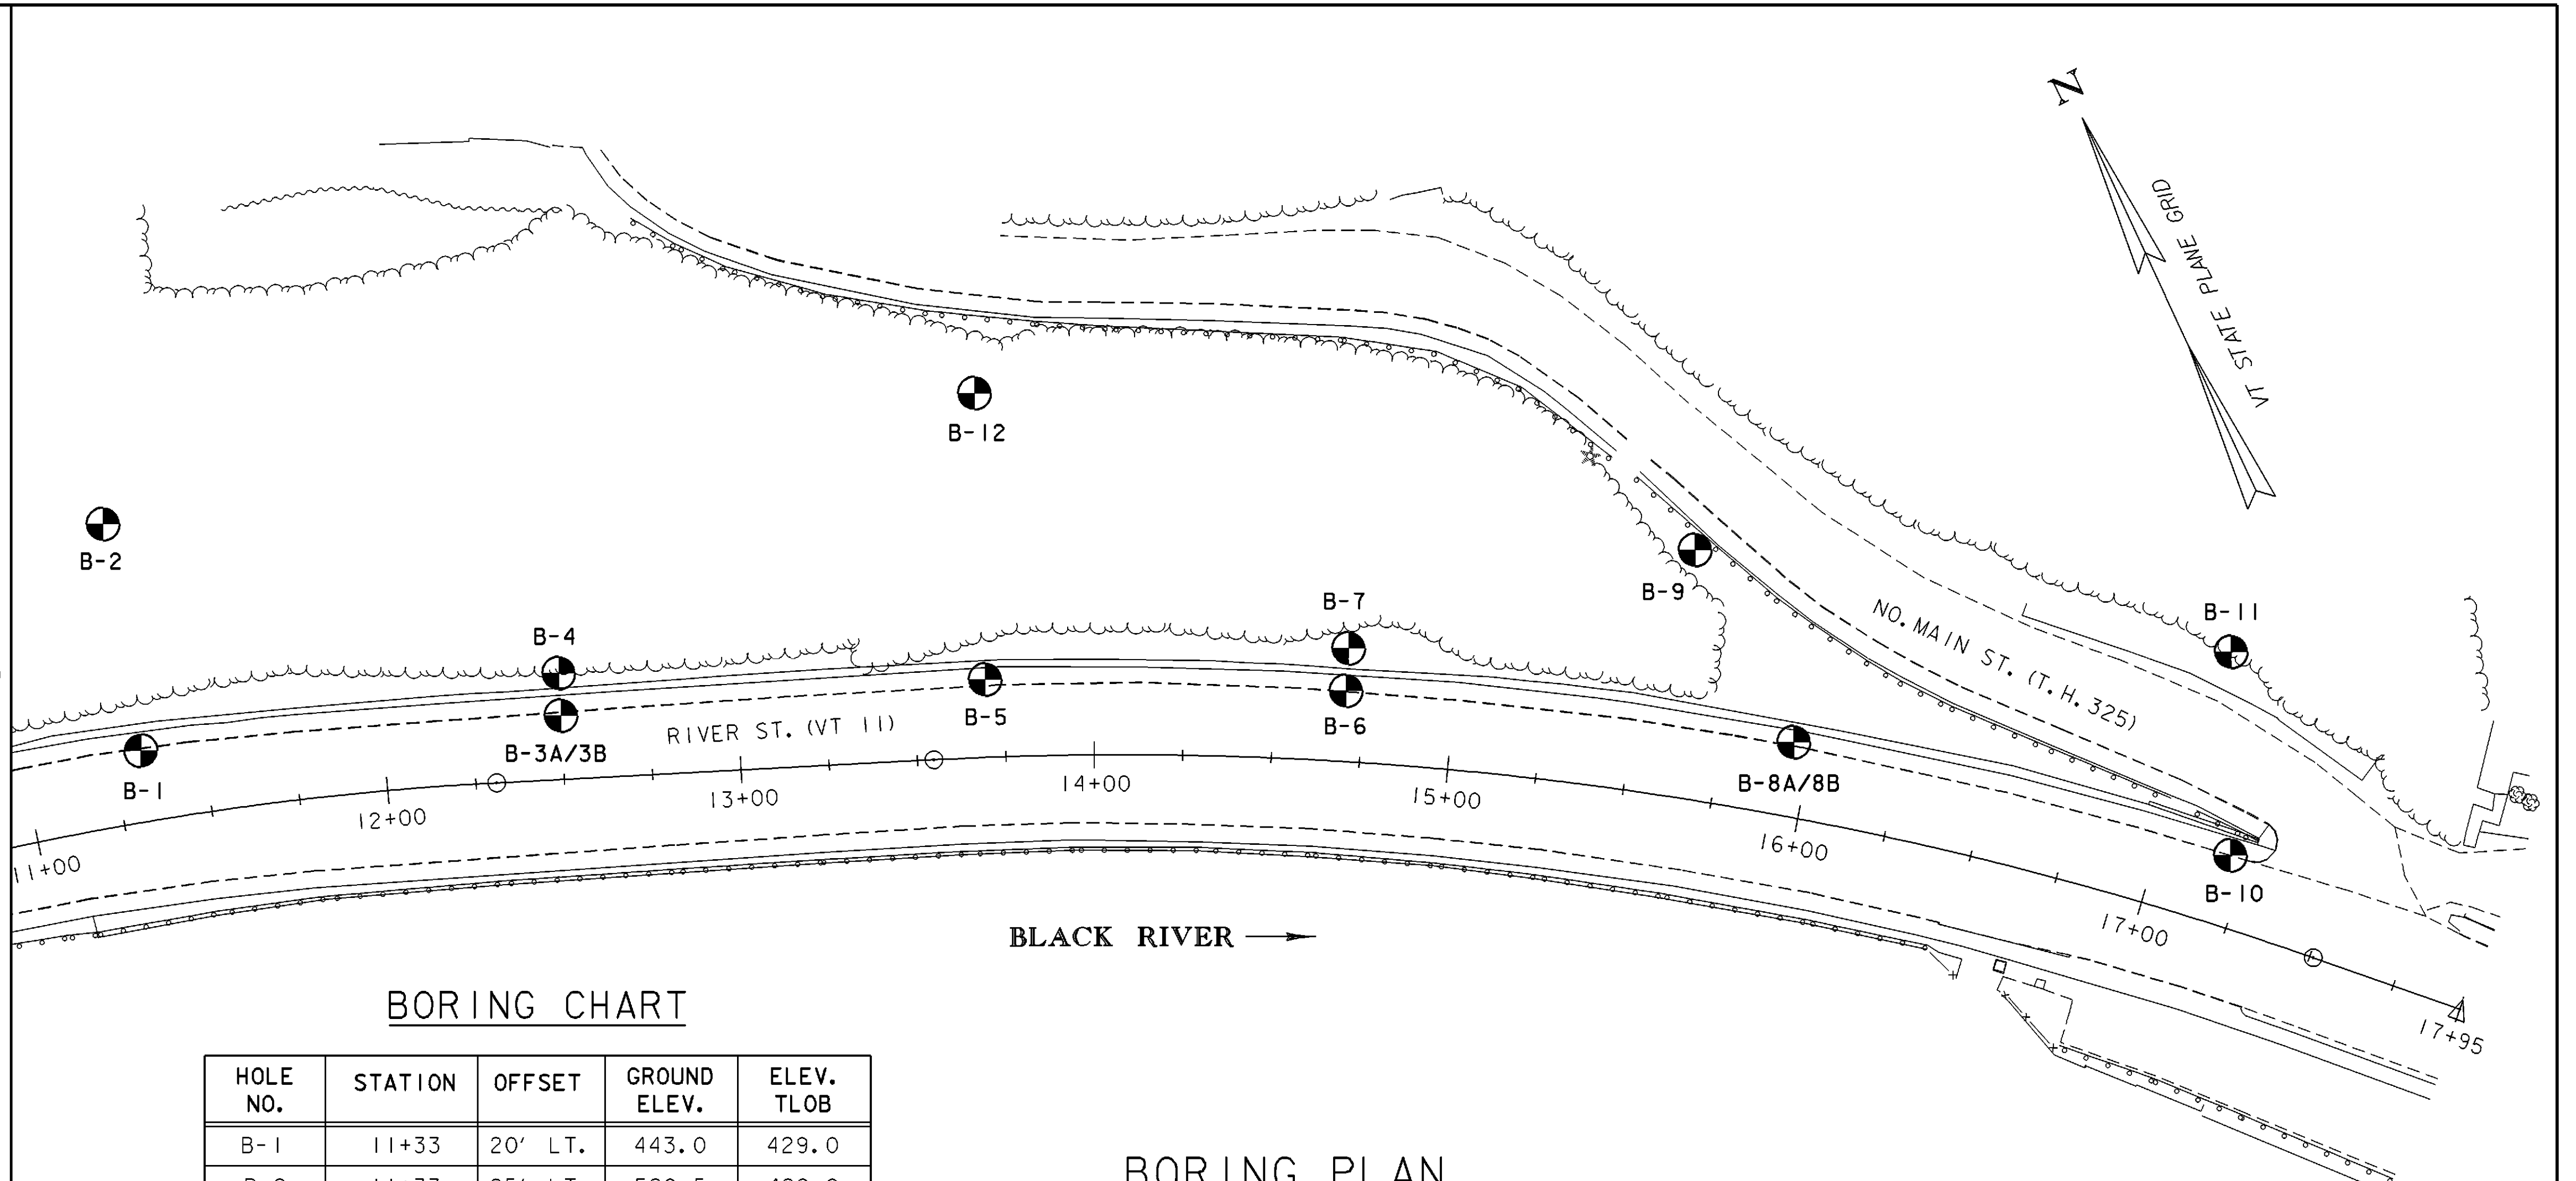 N
VT STATE PLANE GRID
B-12
B-2
B-7
B-9
B-11
B-4
NO. MAIN ST. (T.H. 325)
B-5
B-6
RIVER ST. (VT 11)
B-3A/3B
B-1
B-8A/8B
14+00
13+00
15+00
12+00
16+00
11+00
B-10
17+00
17+95
BLACK RIVER
BORING CHART
HOLE NO. STATION OFFSET GROUND ELEV. ELEV. TLOB
B-1 11+33 20' LT. 443.0 429.0
BORING PLAN